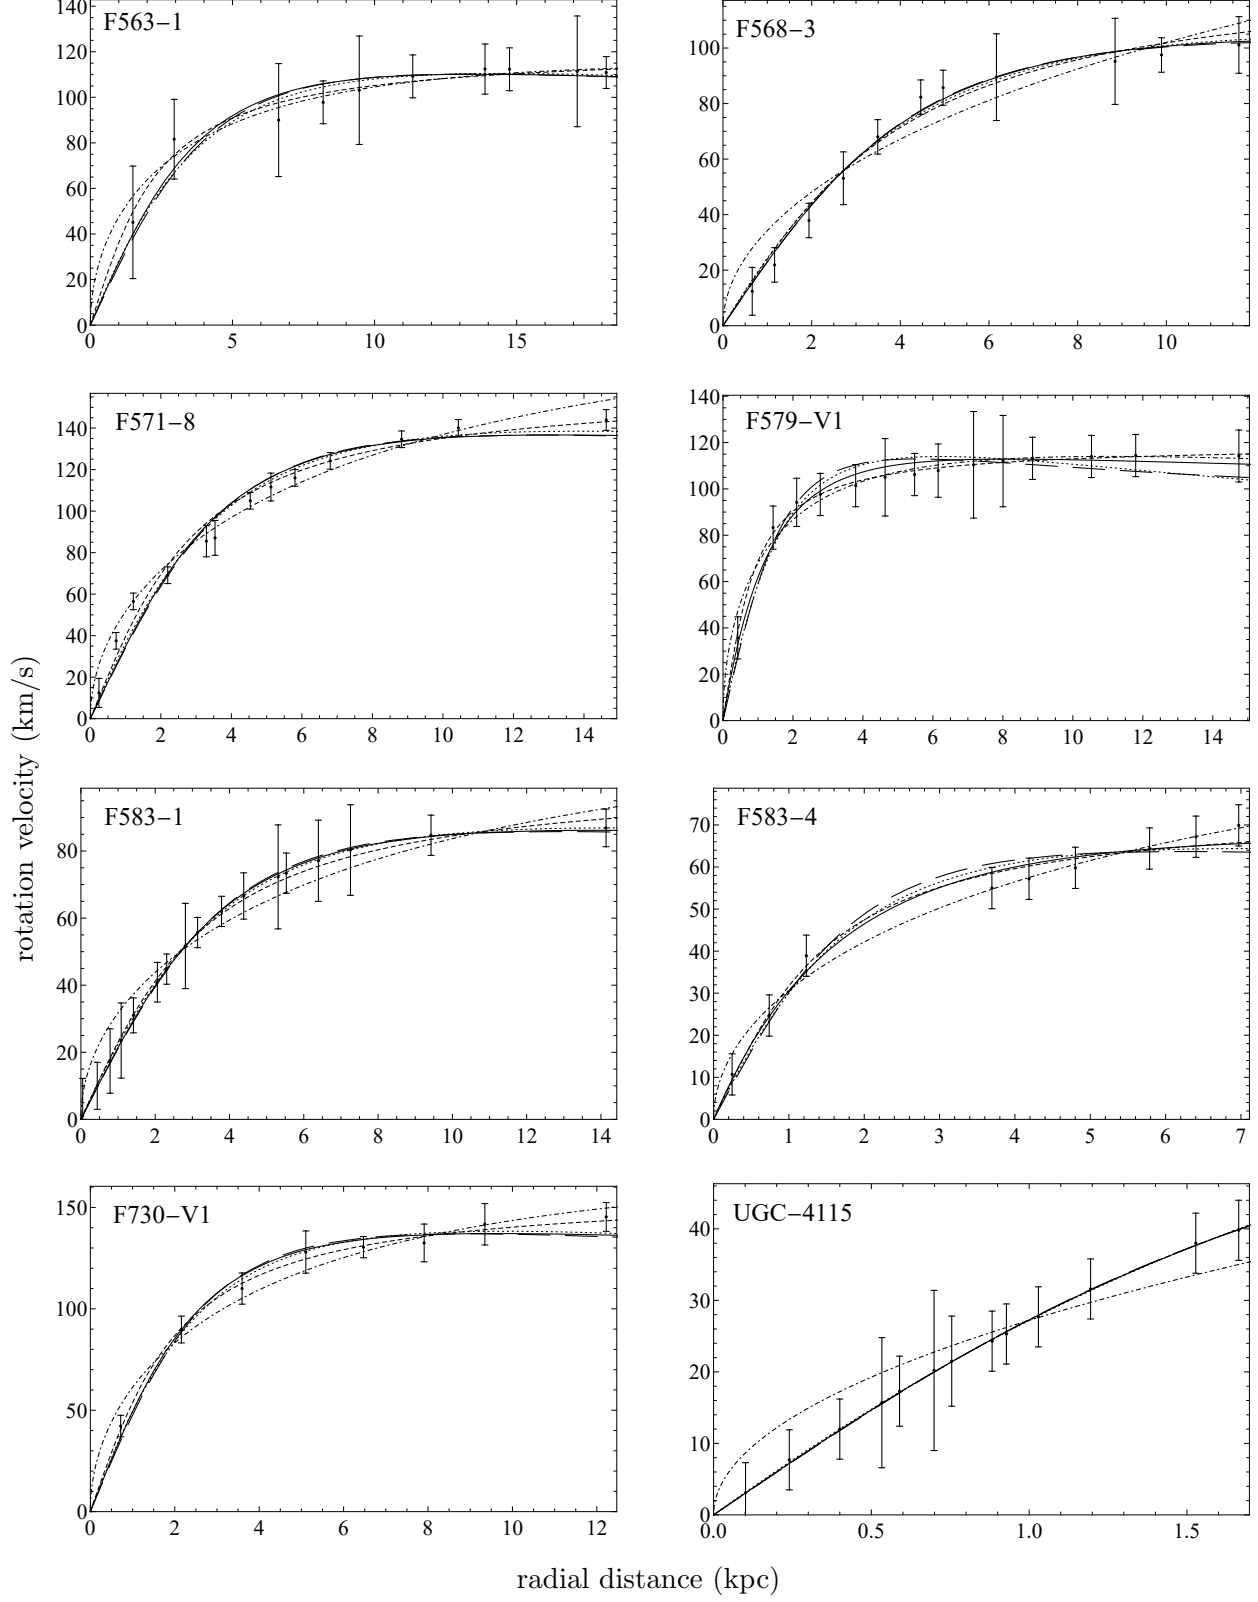 F563−1
140
120
100
80
60
40
20
0
0 5 10 15
F568−3
100
80
60
40
20
0
0 2 4 6 8 10
F571−8
140
120
100
80
60
40
20
0
0 2 4 6 8 10 12 14
F579−V1
140
120
100
80
60
40
20
0
0 2 4 6 8 10 12 14
rotation velocity (km/s)
F583−1
80
60
40
20
0
0 2 4 6 8 10 12 14
F583−4
70
60
50
40
30
20
10
0
0 1 2 3 4 5 6 7
F730−V1
150
100
50
0
0 2 4 6 8 10 12
UGC−4115
40
30
20
10
0
0.0 0.5 1.0 1.5
radial distance (kpc)